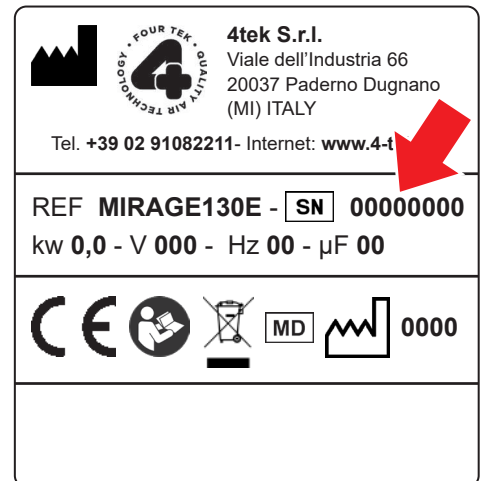 FOUR TEK
QUALITY AIR TECHNOLOGY
4
4tek S.r.l.
Viale dell'Industria 66
20037 Paderno Dugnano
(MI) ITALY
Tel. +39 02 91082211- Internet: www.4-t
REF MIRAGE130E - SN 00000000
kw 0,0 - V 000 - Hz 00 - µF 00
CE MD 0000